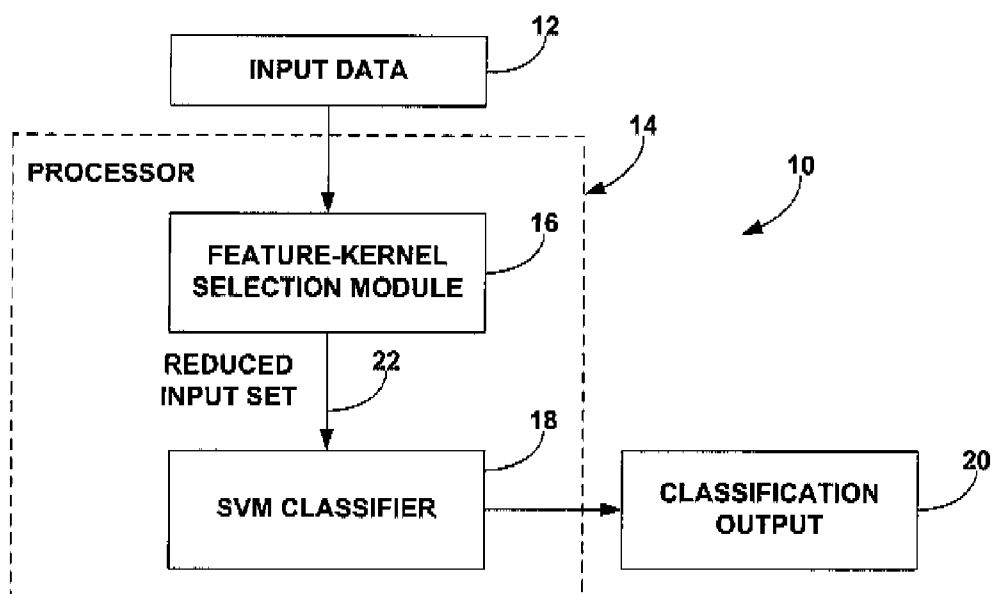 12
INPUT DATA
14
PROCESSOR
10
16
FEATURE-KERNEL
SELECTION MODULE
REDUCED
INPUT SET
22
18
SVM CLASSIFIER
20
CLASSIFICATION
OUTPUT